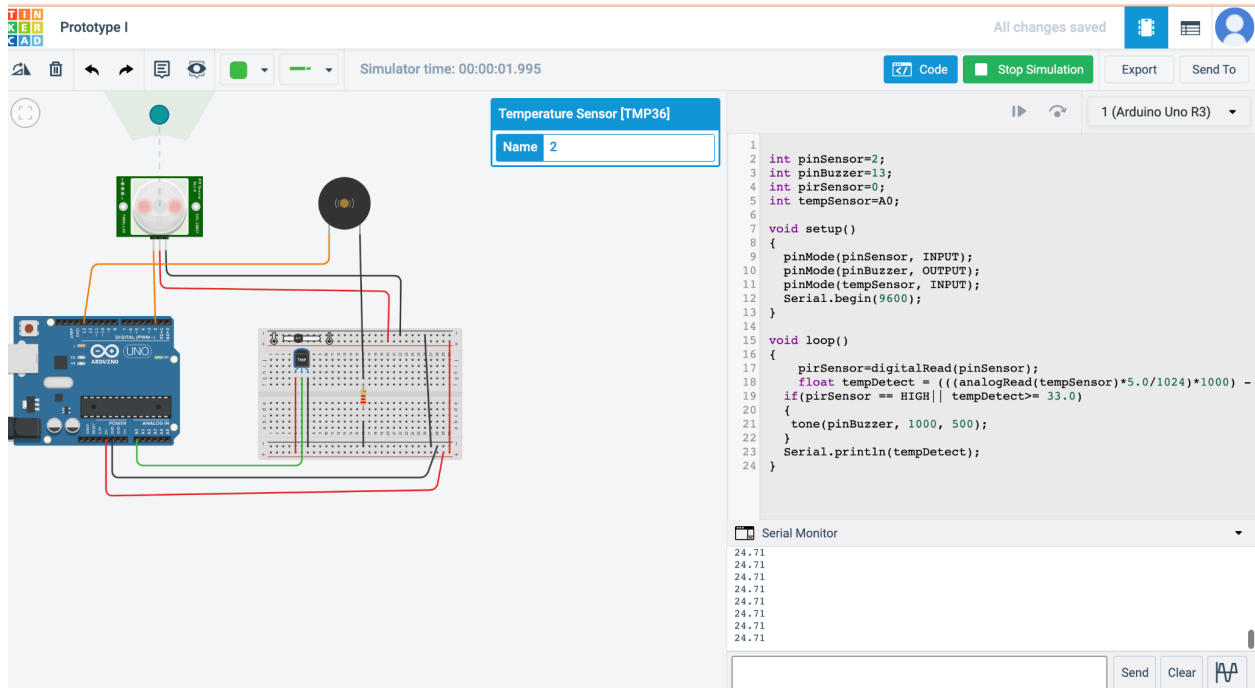 TIN
KER
CAD
Prototype I
All changes saved
Simulator time: 00:00:01.995
Code
Stop Simulation
Export
Send To
Temperature Sensor [TMP36]
Name 2
1 (Arduino Uno R3)
1
2 int pinSensor=2;
3 int pinBuzzer=13;
4 int pirSensor=0;
5 int tempSensor=A0;
6
7 void setup()
8 {
9 pinMode(pinSensor, INPUT);
10 pinMode(pinBuzzer, OUTPUT);
11 pinMode(tempSensor, INPUT);
12 Serial.begin(9600);
13 }
14
15 void loop()
16 {
17 pirSensor=digitalRead(pinSensor);
18 float tempDetect = (((analogRead(tempSensor)*5.0/1024)*1000) -
19 if(pirSensor == HIGH|| tempDetect>= 33.0)
20 {
21 tone(pinBuzzer, 1000, 500);
22 }
23 Serial.println(tempDetect);
24 }
DIGITAL (PWM~)
UNO
ARDUINO
TMP
POWER
ANALOG IN
Serial Monitor
24.71
24.71
24.71
24.71
24.71
24.71
24.71
24.71
Send
Clear